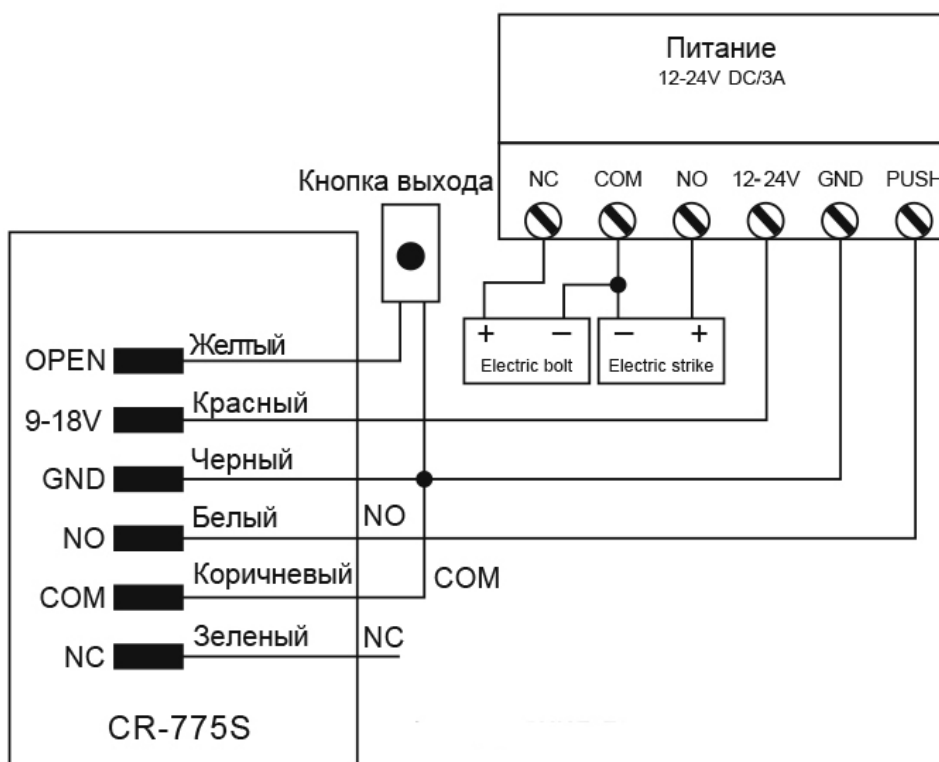 Питание
12-24V DC/3A
Кнопка выхода
NC COM NO 12-24V GND PUSH
+ − − +
Electric bolt Electric strike
OPEN Желтый
9-18V Красный
GND Черный
NO Белый NO
COM Коричневый COM
NC Зеленый NC
CR-775S